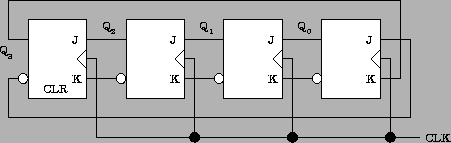 Q₂ Q₁ Q₀
J J J J
Q₃
K K K K
CLR
CLK